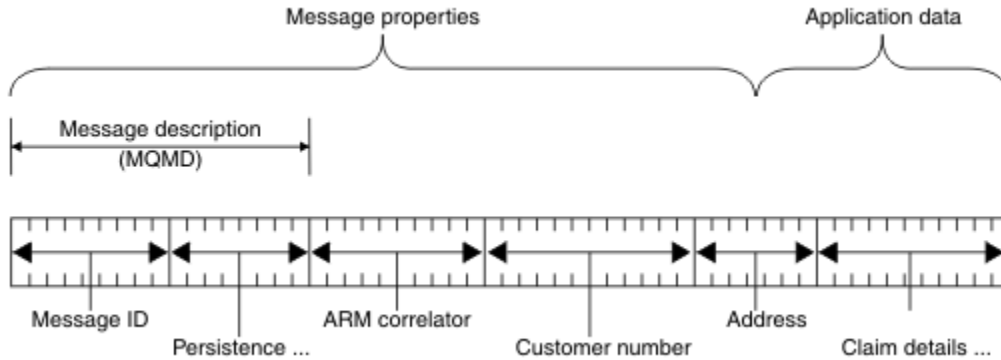 Message properties
Application data
Message description
(MQMD)
Message ID
ARM correlator
Address
Persistence ...
Customer number
Claim details ...